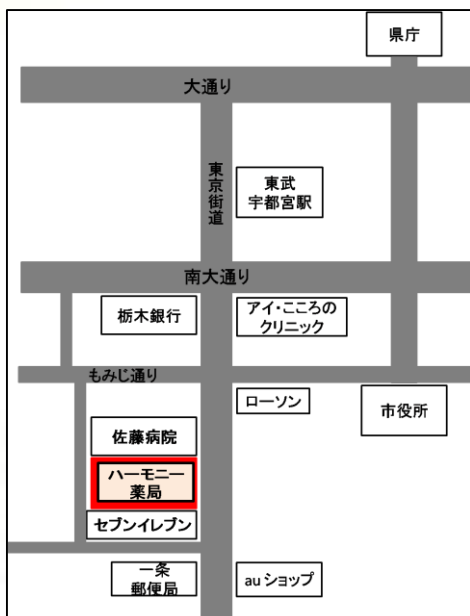 県庁
大通り
東京街道
東武
宇都宮駅
南大通り
栃木銀行
アイ・こころの
クリニック
もみじ通り
ローソン
市役所
佐藤病院
ハーモニー
薬局
セブンイレブン
一条
郵便局
auショップ